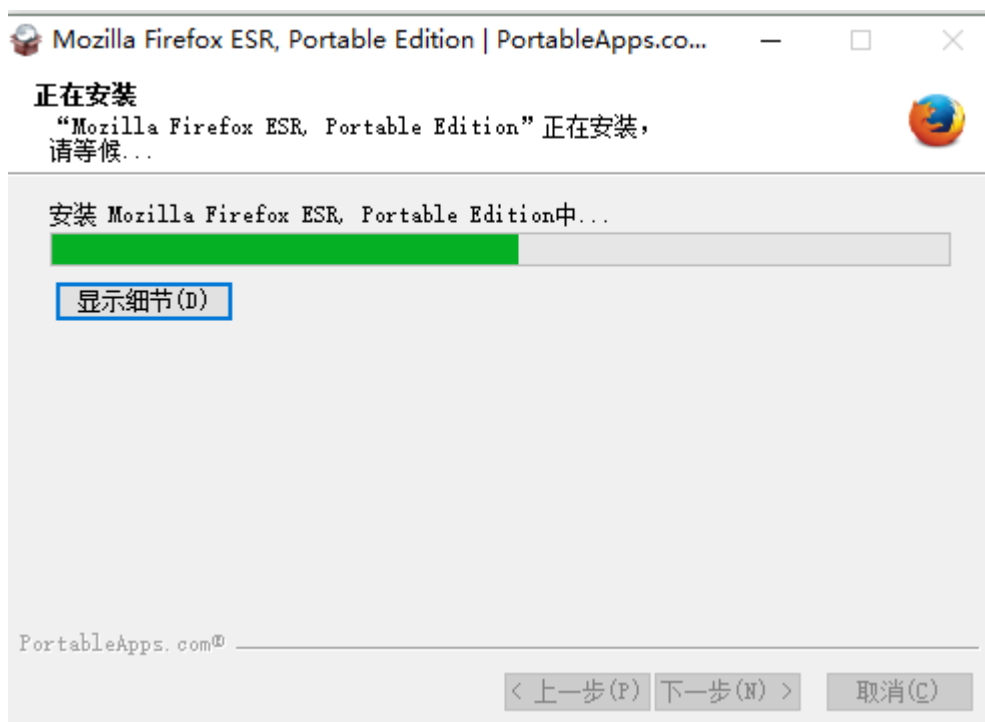 Mozilla Firefox ESR, Portable Edition | PortableApps.co...
正在安装
“Mozilla Firefox ESR, Portable Edition”正在安装，
请等候...
安装 Mozilla Firefox ESR, Portable Edition中...
显示细节(D)
PortableApps.com®
< 上一步(P) 下一步(N) > 取消(C)